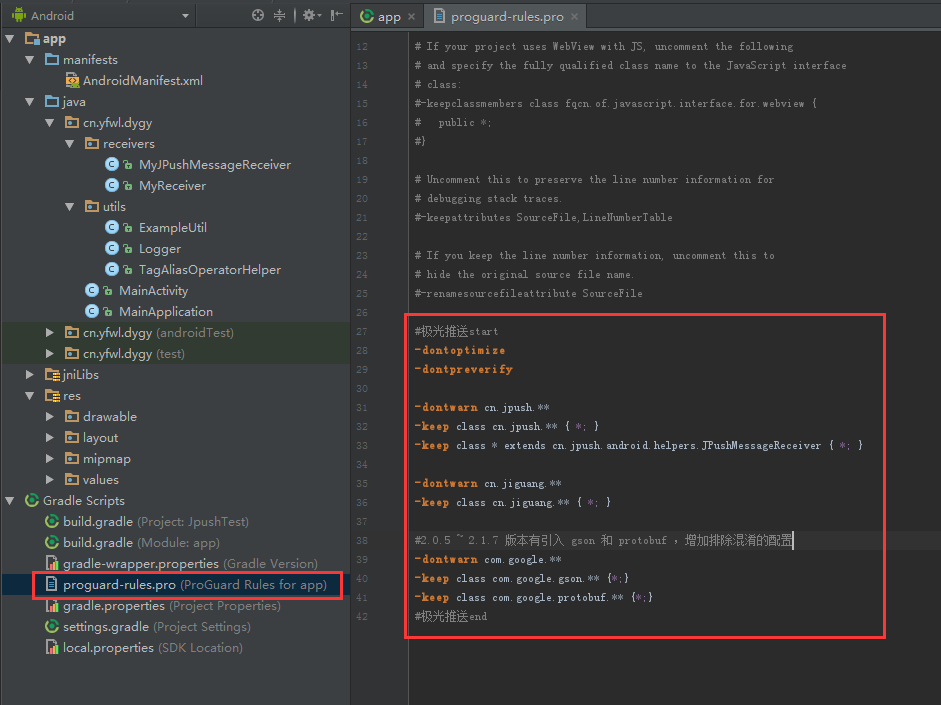 Android
app
manifests
AndroidManifest.xml
java
cn.yfwl.dygy
receivers
MyJPushMessageReceiver
MyReceiver
utils
ExampleUtil
Logger
TagAliasOperatorHelper
MainActivity
MainApplication
cn.yfwl.dygy (androidTest)
cn.yfwl.dygy (test)
jniLibs
res
drawable
layout
mipmap
values
Gradle Scripts
build.gradle (Project: JpushTest)
build.gradle (Module: app)
gradle-wrapper.properties (Gradle Version)
proguard-rules.pro (ProGuard Rules for app)
gradle.properties (Project Properties)
settings.gradle (Project Settings)
local.properties (SDK Location)
app
proguard-rules.pro
12 # If your project uses WebView with JS, uncomment the following
13 # and specify the fully qualified class name to the JavaScript interface
14 # class:
15 #-keepclassmembers class fqcn.of.javascript.interface.for.webview {
16 #   public *;
17 #}
18
19 # Uncomment this to preserve the line number information for
20 # debugging stack traces.
21 #-keepattributes SourceFile,LineNumberTable
22
23 # If you keep the line number information, uncomment this to
24 # hide the original source file name.
25 #-renamesourcefileattribute SourceFile
26
27 #极光推送start
28 -dontoptimize
29 -dontpreverify
30
31 -dontwarn cn.jpush.**
32 -keep class cn.jpush.** { *; }
33 -keep class * extends cn.jpush.android.helpers.JPushMessageReceiver { *; }
34
35 -dontwarn cn.jiguang.**
36 -keep class cn.jiguang.** { *; }
37
38 #2.0.5 ~ 2.1.7 版本有引入 gson 和 protobuf ，增加排除混淆的配置
39 -dontwarn com.google.**
40 -keep class com.google.gson.** {*;}
41 -keep class com.google.protobuf.** {*;}
42 #极光推送end